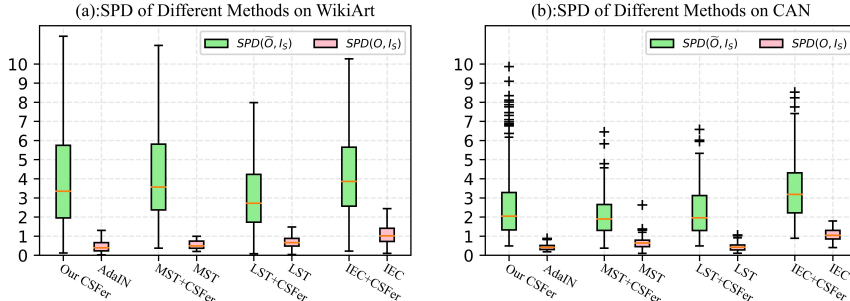 (a):SPD of Different Methods on WikiArt
SPD(Õ, I_S) SPD(O, I_S)
10
9
8
7
6
5
4
3
2
1
0
Our CSFer
AdaIN
MST+CSFer
MST
LST+CSFer
LST
IEC+CSFer
IEC
(b):SPD of Different Methods on CAN
SPD(Õ, I_S) SPD(O, I_S)
10
9
8
7
6
5
4
3
2
1
0
Our CSFer
AdaIN
MST+CSFer
MST
LST+CSFer
LST
IEC+CSFer
IEC